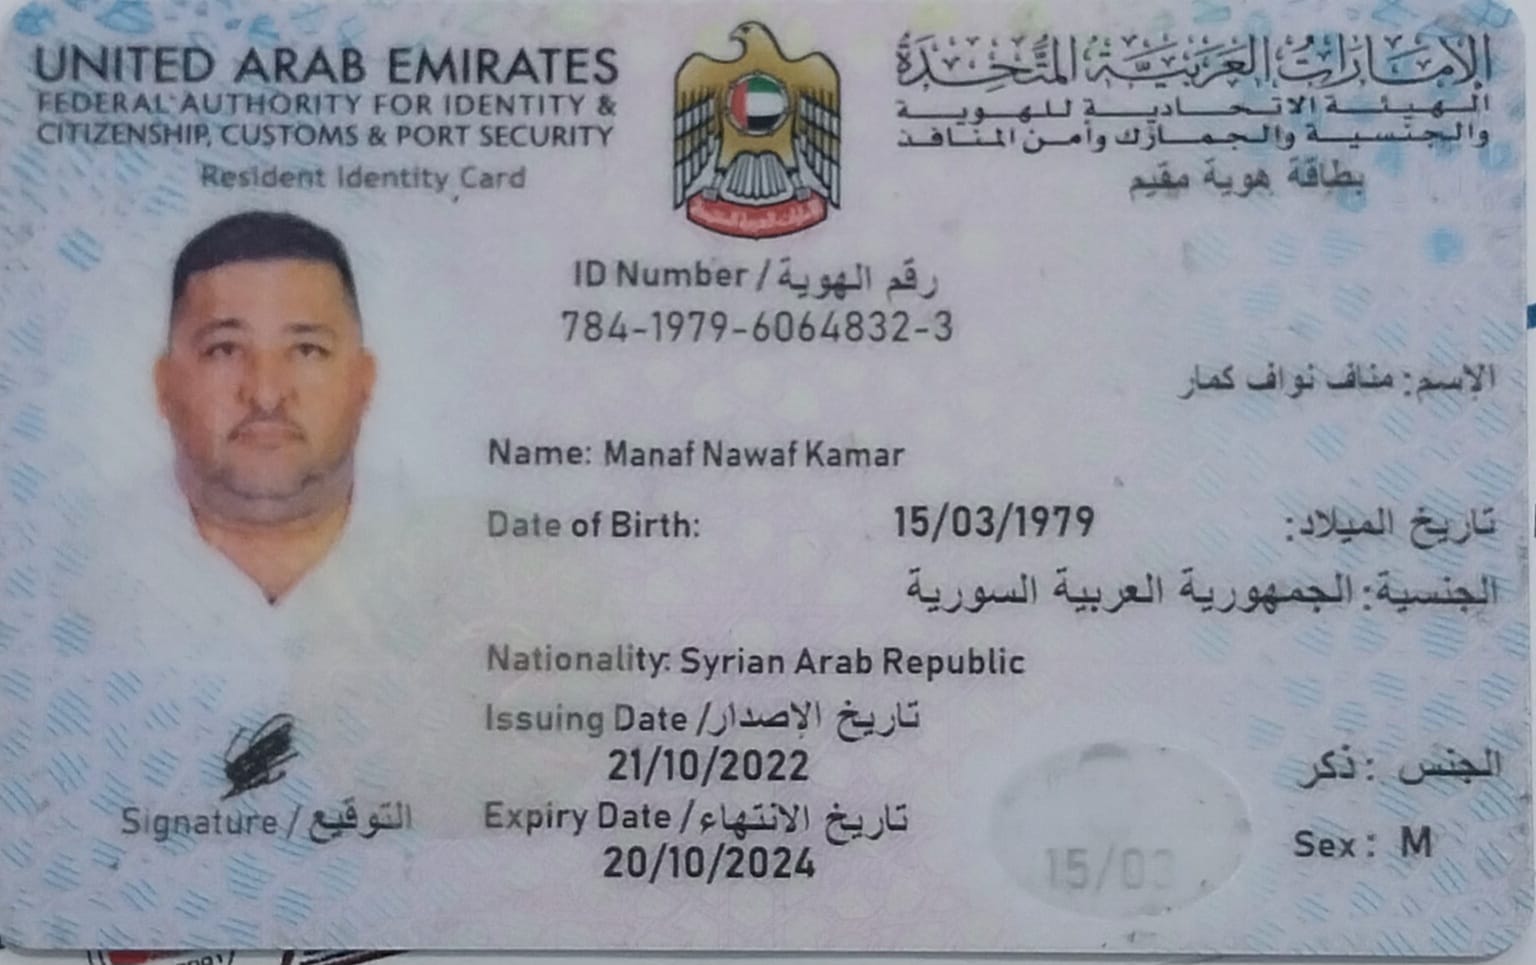 UNITED ARAB EMIRATES
FEDERAL AUTHORITY FOR IDENTITY &
CITIZENSHIP, CUSTOMS & PORT SECURITY
Resident Identity Card
الإمارات العربية المتحدة
الهيئة الاتحادية للهوية
والجنسية والجمارك وأمن المنافذ
بطاقة هوية مقيم
ID Number / رقم الهوية
784-1979-6064832-3
الإسم: مناف نواف كمار
Name: Manaf Nawaf Kamar
Date of Birth: 15/03/1979 تاريخ الميلاد:
الجنسية: الجمهورية العربية السورية
Nationality: Syrian Arab Republic
Issuing Date / تاريخ الإصدار
21/10/2022
Expiry Date / تاريخ الانتهاء
20/10/2024
الجنس : ذكر
Sex : M
Signature / التوقيع
15/03